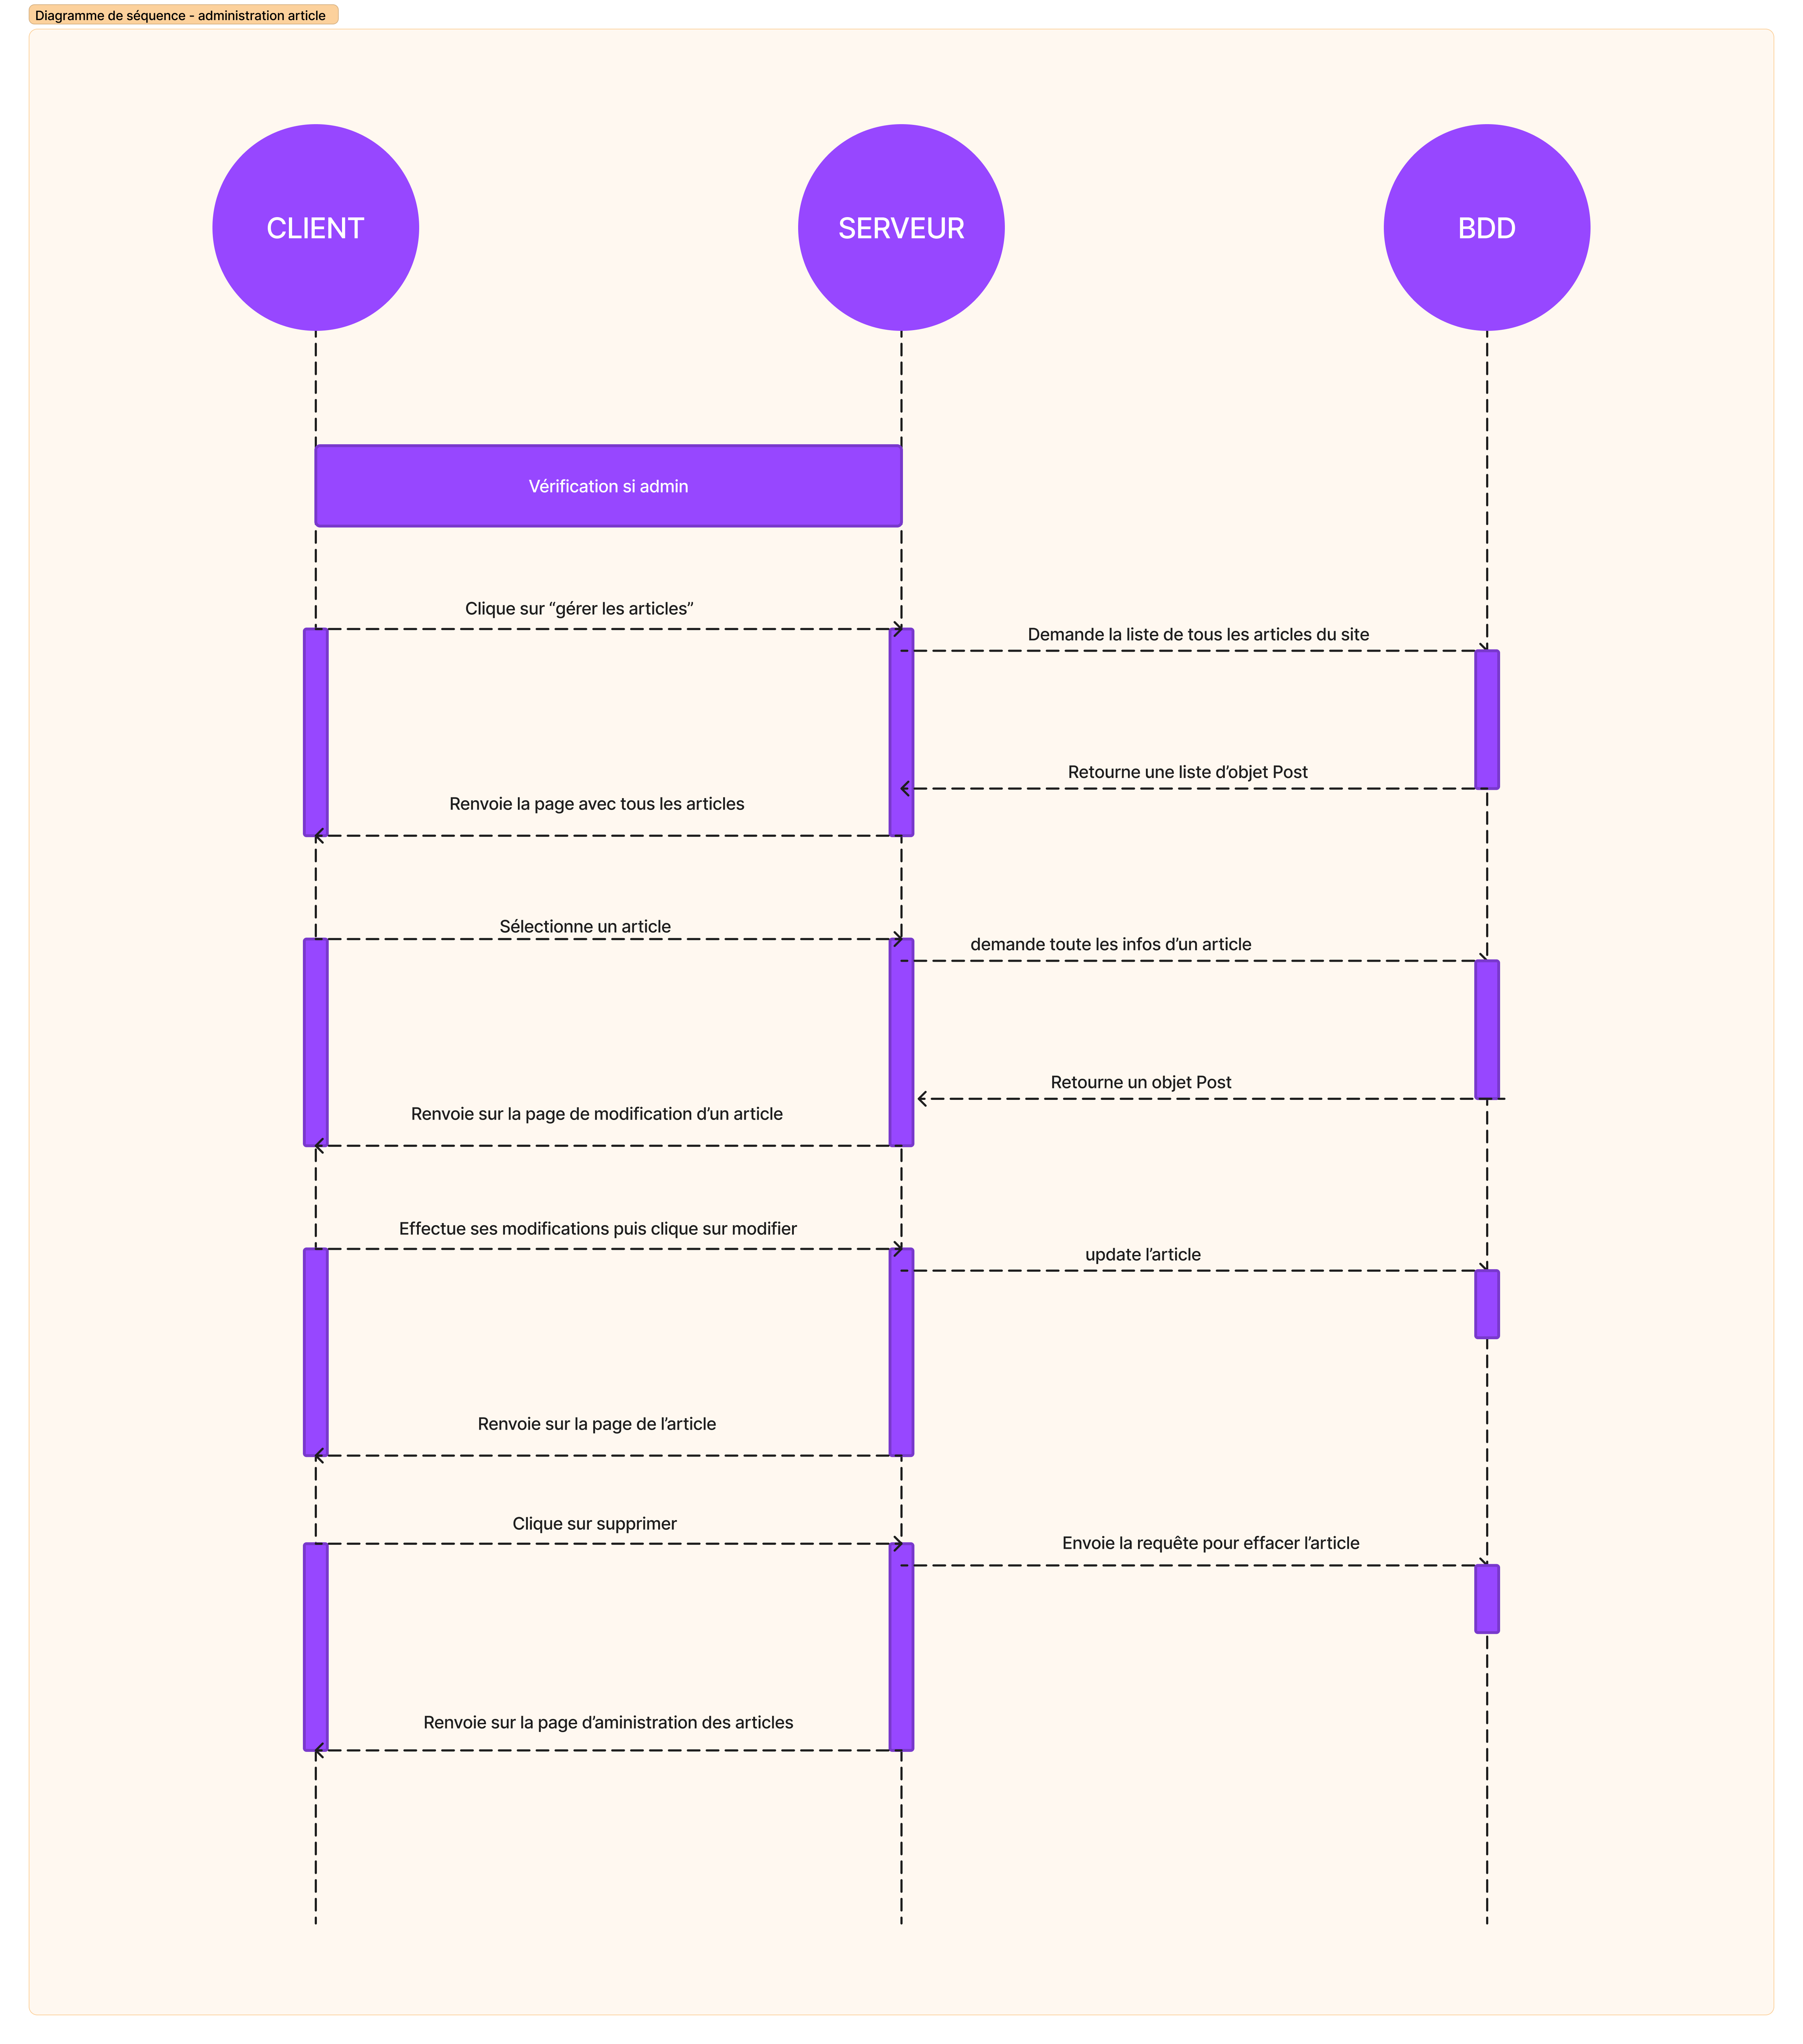 Diagramme de séquence - administration article
CLIENT
SERVEUR
BDD
Vérification si admin
Clique sur “gérer les articles”
Demande la liste de tous les articles du site
Retourne une liste d’objet Post
Renvoie la page avec tous les articles
Sélectionne un article
demande toute les infos d’un article
Retourne un objet Post
Renvoie sur la page de modification d’un article
Effectue ses modifications puis clique sur modifier
update l’article
Renvoie sur la page de l’article
Clique sur supprimer
Envoie la requête pour effacer l’article
Renvoie sur la page d’aministration des articles